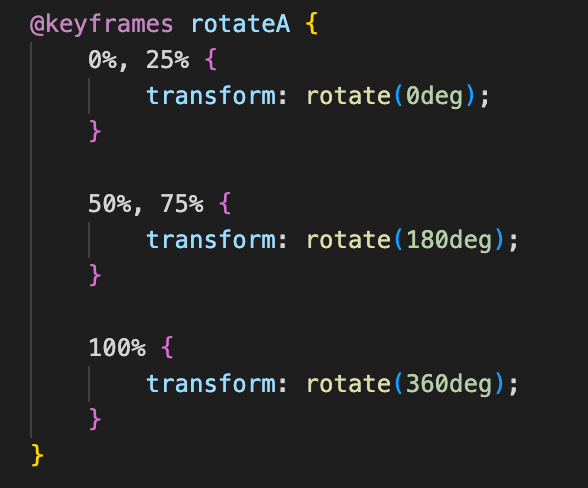 @keyframes rotateA {
0%, 25% {
transform: rotate(0deg);
}
50%, 75% {
transform: rotate(180deg);
}
100% {
transform: rotate(360deg);
}
}